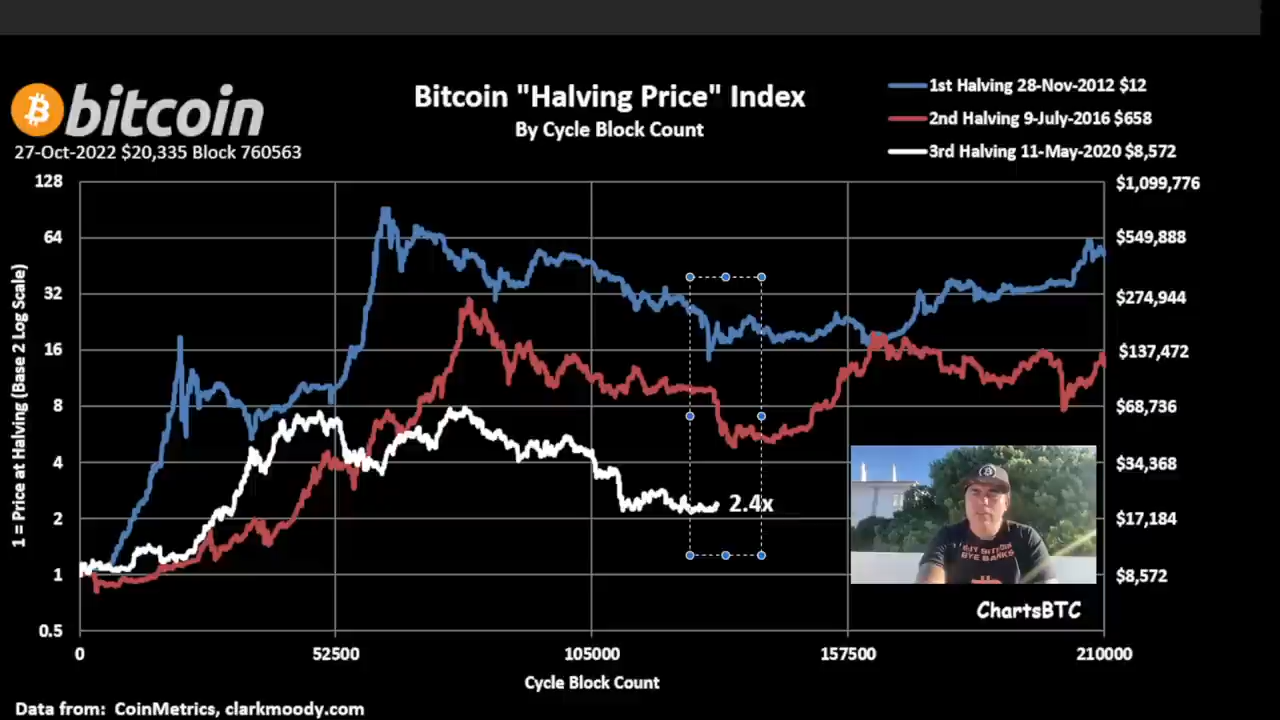 bitcoin
27-Oct-2022 $20,335 Block 760563
Bitcoin "Halving Price" Index
By Cycle Block Count
1st Halving 28-Nov-2012 $12
2nd Halving 9-July-2016 $658
3rd Halving 11-May-2020 $8,572
1 = Price at Halving (Base 2 Log Scale)
128
64
32
16
8
4
2
1
0.5
$1,099,776
$549,888
$274,944
$137,472
$68,736
$34,368
$17,184
$8,572
2.4x
BYE BANKS
ChartsBTC
0 52500 105000 157500 210000
Cycle Block Count
Data from: CoinMetrics, clarkmoody.com